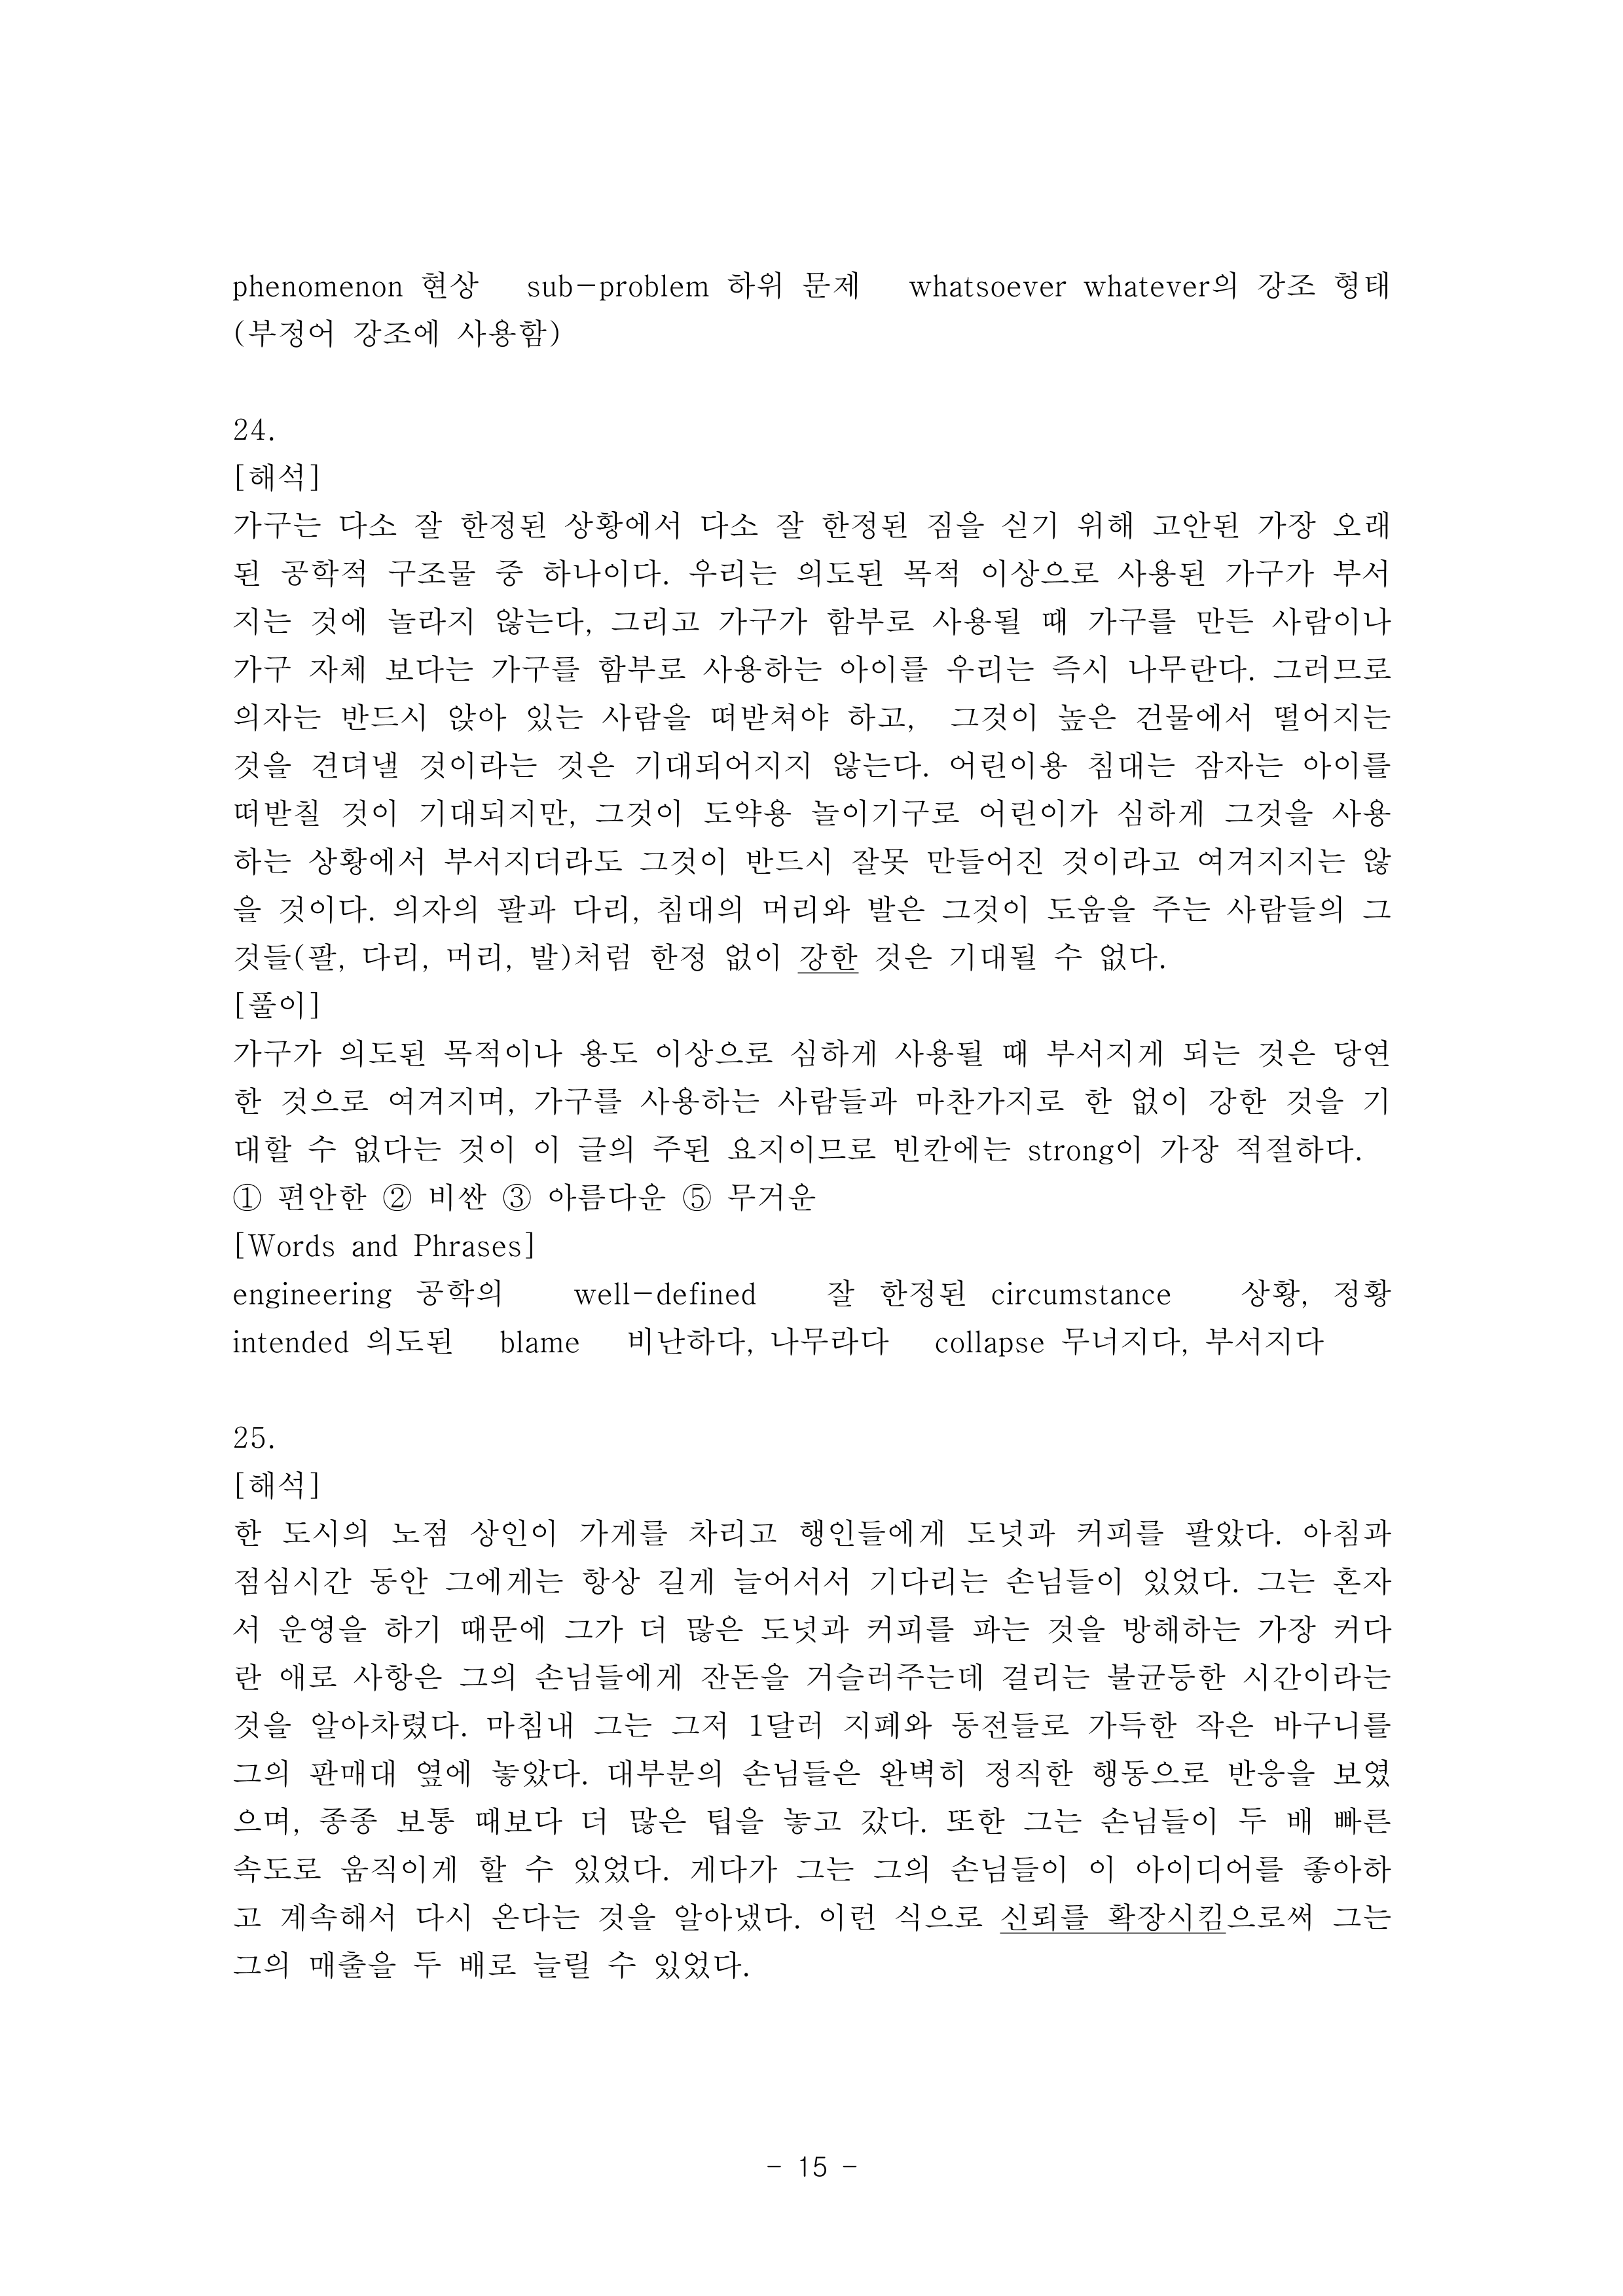 phenomenon 현상 sub-problem 하위 문제 whatsoever whatever의 강조 형태
(부정어 강조에 사용함)
24.
[해석]
가구는 다소 잘 한정된 상황에서 다소 잘 한정된 짐을 싣기 위해 고안된 가장 오래
된 공학적 구조물 중 하나이다. 우리는 의도된 목적 이상으로 사용된 가구가 부서
지는 것에 놀라지 않는다, 그리고 가구가 함부로 사용될 때 가구를 만든 사람이나
가구 자체 보다는 가구를 함부로 사용하는 아이를 우리는 즉시 나무란다. 그러므로
의자는 반드시 앉아 있는 사람을 떠받쳐야 하고, 그것이 높은 건물에서 떨어지는
것을 견뎌낼 것이라는 것은 기대되어지지 않는다. 어린이용 침대는 잠자는 아이를
떠받칠 것이 기대되지만, 그것이 도약용 놀이기구로 어린이가 심하게 그것을 사용
하는 상황에서 부서지더라도 그것이 반드시 잘못 만들어진 것이라고 여겨지지는 않
을 것이다. 의자의 팔과 다리, 침대의 머리와 발은 그것이 도움을 주는 사람들의 그
것들(팔, 다리, 머리, 발)처럼 한정 없이 강한 것은 기대될 수 없다.
[풀이]
가구가 의도된 목적이나 용도 이상으로 심하게 사용될 때 부서지게 되는 것은 당연
한 것으로 여겨지며, 가구를 사용하는 사람들과 마찬가지로 한 없이 강한 것을 기
대할 수 없다는 것이 이 글의 주된 요지이므로 빈칸에는 strong이 가장 적절하다.
① 편안한 ② 비싼 ③ 아름다운 ⑤ 무거운
[Words and Phrases]
engineering 공학의 well-defined 잘 한정된 circumstance 상황, 정황
intended 의도된 blame 비난하다, 나무라다 collapse 무너지다, 부서지다
25.
[해석]
한 도시의 노점 상인이 가게를 차리고 행인들에게 도넛과 커피를 팔았다. 아침과
점심시간 동안 그에게는 항상 길게 늘어서서 기다리는 손님들이 있었다. 그는 혼자
서 운영을 하기 때문에 그가 더 많은 도넛과 커피를 파는 것을 방해하는 가장 커다
란 애로 사항은 그의 손님들에게 잔돈을 거슬러주는데 걸리는 불균등한 시간이라는
것을 알아차렸다. 마침내 그는 그저 1달러 지폐와 동전들로 가득한 작은 바구니를
그의 판매대 옆에 놓았다. 대부분의 손님들은 완벽히 정직한 행동으로 반응을 보였
으며, 종종 보통 때보다 더 많은 팁을 놓고 갔다. 또한 그는 손님들이 두 배 빠른
속도로 움직이게 할 수 있었다. 게다가 그는 그의 손님들이 이 아이디어를 좋아하
고 계속해서 다시 온다는 것을 알아냈다. 이런 식으로 신뢰를 확장시킴으로써 그는
그의 매출을 두 배로 늘릴 수 있었다.
- 15 -